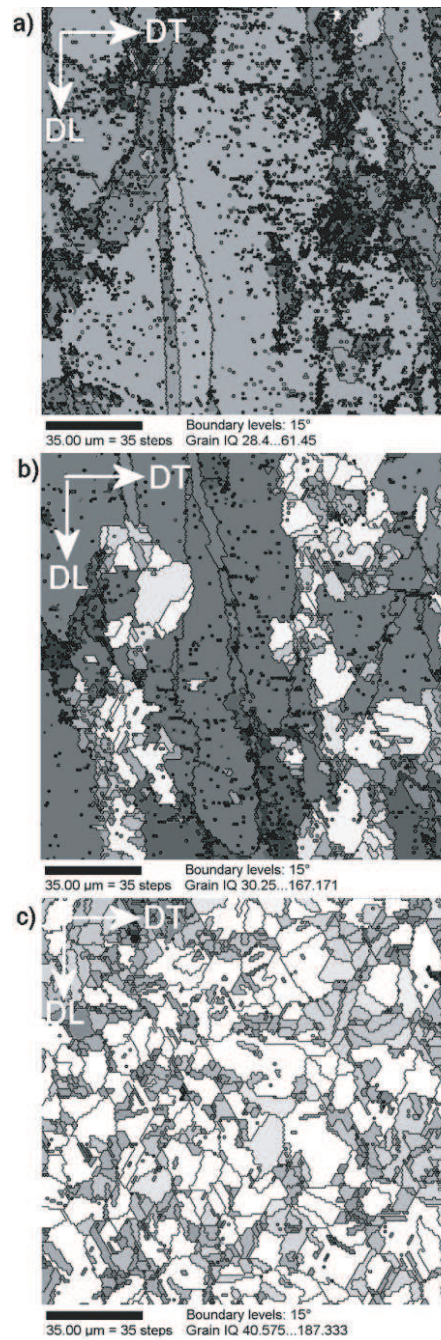 a)
DT
DL
35.00 µm = 35 steps
Boundary levels: 15°
Grain IQ 28.4...61.45
b)
DT
DL
35.00 µm = 35 steps
Boundary levels: 15°
Grain IQ 30.25...167.171
c)
DT
DL
35.00 µm = 35 steps
Boundary levels: 15°
Grain IQ 40.575...187.333